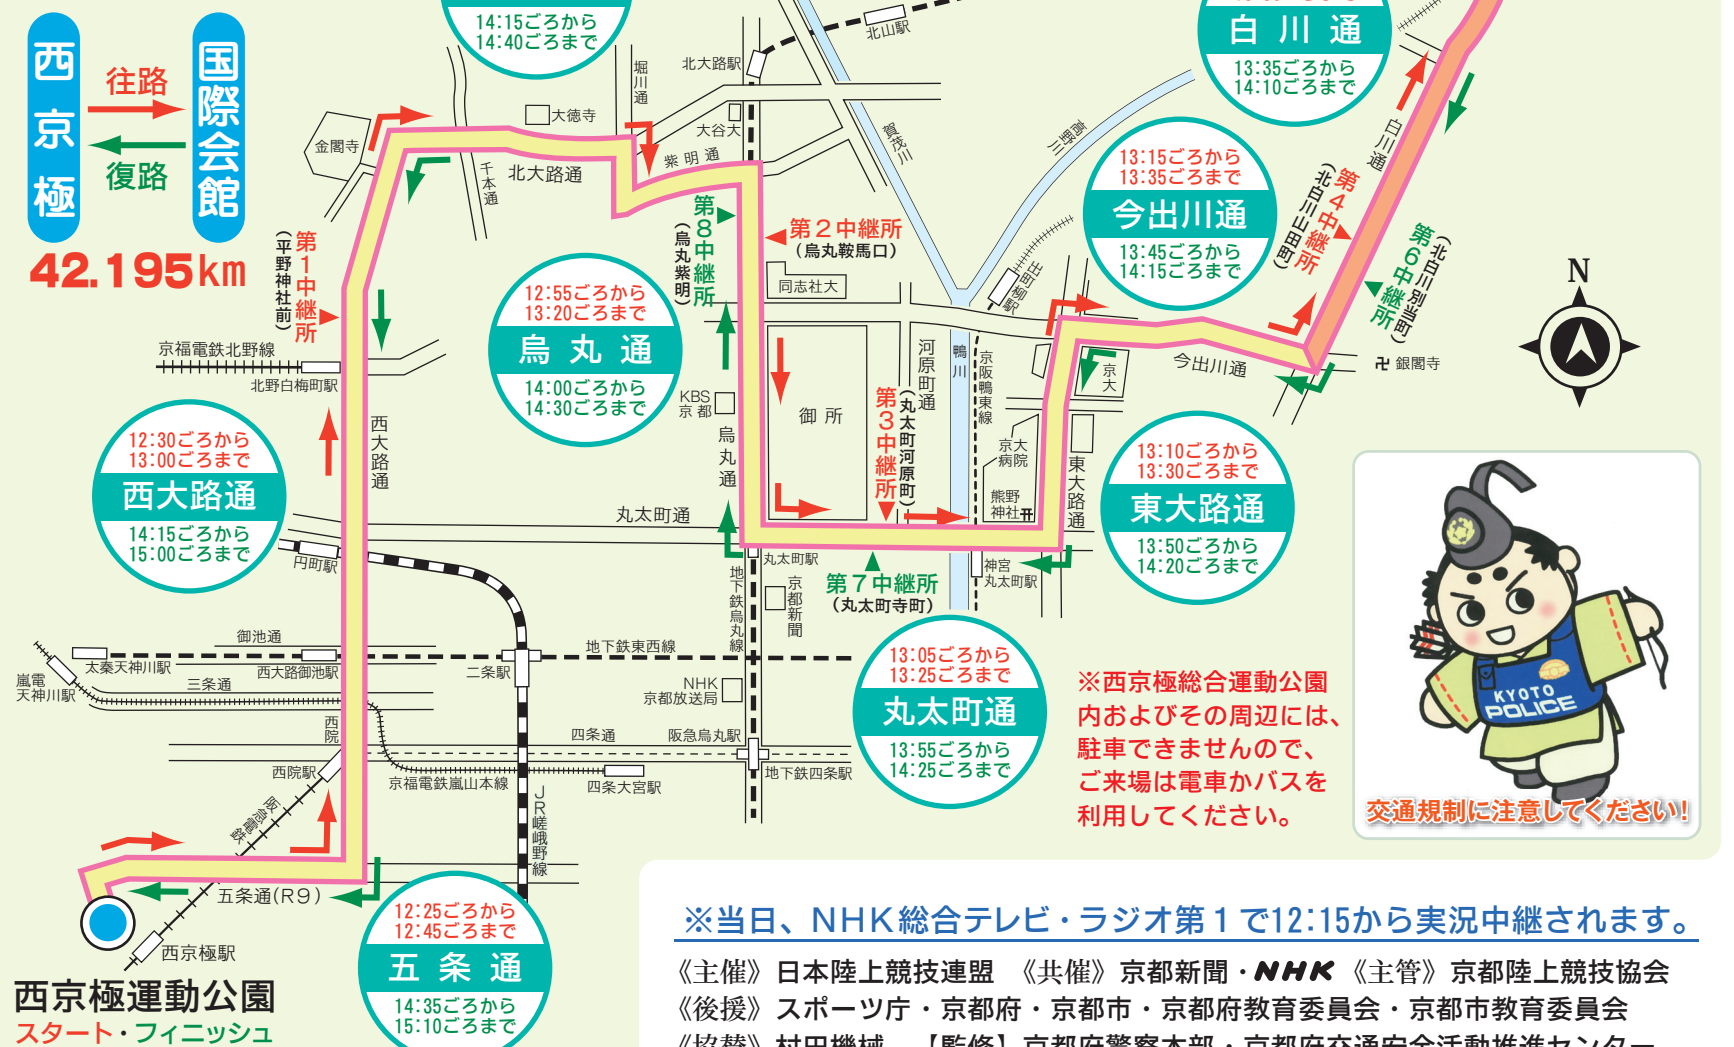 西京極
国際会館
往路
復路
42.195km
14:15ごろから
14:40ごろまで
白川通
13:35ごろから
14:10ごろまで
北山駅
北大路駅
堀川通
大徳寺
大谷大
金閣寺
紫明通
北大路通
千本通
賀茂川
高野川
白川通
13:15ごろから
13:35ごろまで
今出川通
13:45ごろから
14:15ごろまで
第4中継所
(北白川山田町)
第6中継所
(北白川別当町)
第8中継所
(烏丸紫明)
第2中継所
(烏丸鞍馬口)
第1中継所
(平野神社前)
同志社大
出町柳駅
N
12:55ごろから
13:20ごろまで
烏丸通
14:00ごろから
14:30ごろまで
京福電鉄北野線
北野白梅町駅
今出川通
卍 銀閣寺
京大
河原町通
鴨川
京阪鴨東線
KBS
京都
烏丸通
御所
第3中継所
(丸太町河原町)
京大
病院
熊野
神社
東大路通
12:30ごろから
13:00ごろまで
西大路通
14:15ごろから
15:00ごろまで
西大路通
13:10ごろから
13:30ごろまで
東大路通
13:50ごろから
14:20ごろまで
丸太町通
円町駅
丸太町駅
第7中継所
(丸太町寺町)
神宮
丸太町駅
地下鉄烏丸線
京都新聞
御池通
地下鉄東西線
太秦天神川駅
西大路御池駅
二条駅
嵐電
天神川駅
三条通
NHK
京都放送局
13:05ごろから
13:25ごろまで
丸太町通
13:55ごろから
14:25ごろまで
西院
四条通
阪急烏丸駅
西院駅
京福電鉄嵐山本線
四条大宮駅
地下鉄四条駅
阪急電鉄
JR嵯峨野線
※西京極総合運動公園
内およびその周辺には、
駐車できませんので、
ご来場は電車かバスを
利用してください。
KYOTO
POLICE
交通規制に注意してください!
五条通(R9)
西京極駅
西京極運動公園
スタート・フィニッシュ
12:25ごろから
12:45ごろまで
五条通
14:35ごろから
15:10ごろまで
※当日、NHK総合テレビ・ラジオ第1で12:15から実況中継されます。
《主催》日本陸上競技連盟 《共催》京都新聞・NHK 《主管》京都陸上競技協会
《後援》スポーツ庁・京都府・京都市・京都府教育委員会・京都市教育委員会
《協賛》村田機械 【監修】京都府警察本部・京都府交通安全活動推進センター